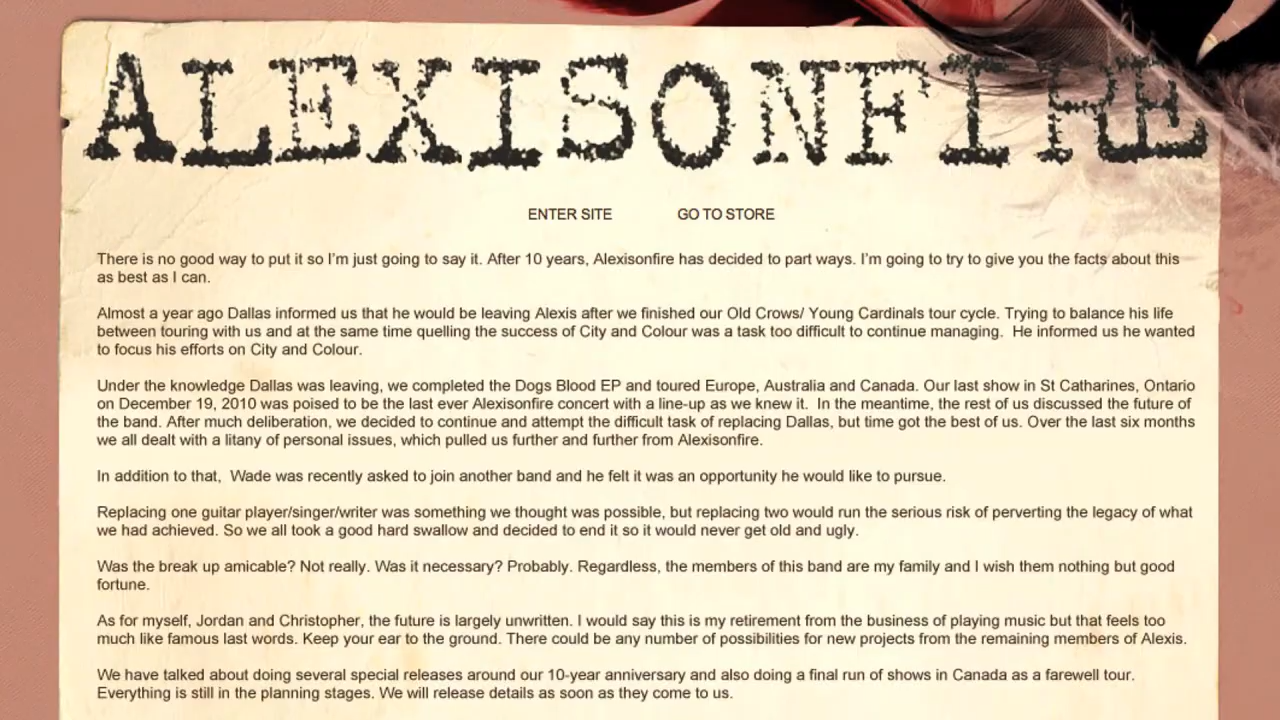 ALEXISONFIRE
ENTER SITE GO TO STORE
There is no good way to put it so I'm just going to say it. After 10 years, Alexisonfire has decided to part ways. I'm going to try to give you the facts about this
as best as I can.
Almost a year ago Dallas informed us that he would be leaving Alexis after we finished our Old Crows/ Young Cardinals tour cycle. Trying to balance his life
between touring with us and at the same time quelling the success of City and Colour was a task too difficult to continue managing.  He informed us he wanted
to focus his efforts on City and Colour.
Under the knowledge Dallas was leaving, we completed the Dogs Blood EP and toured Europe, Australia and Canada. Our last show in St Catharines, Ontario
on December 19, 2010 was poised to be the last ever Alexisonfire concert with a line-up as we knew it.  In the meantime, the rest of us discussed the future of
the band. After much deliberation, we decided to continue and attempt the difficult task of replacing Dallas, but time got the best of us. Over the last six months
we all dealt with a litany of personal issues, which pulled us further and further from Alexisonfire.
In addition to that,  Wade was recently asked to join another band and he felt it was an opportunity he would like to pursue.
Replacing one guitar player/singer/writer was something we thought was possible, but replacing two would run the serious risk of perverting the legacy of what
we had achieved. So we all took a good hard swallow and decided to end it so it would never get old and ugly.
Was the break up amicable? Not really. Was it necessary? Probably. Regardless, the members of this band are my family and I wish them nothing but good
fortune.
As for myself, Jordan and Christopher, the future is largely unwritten. I would say this is my retirement from the business of playing music but that feels too
much like famous last words. Keep your ear to the ground. There could be any number of possibilities for new projects from the remaining members of Alexis.
We have talked about doing several special releases around our 10-year anniversary and also doing a final run of shows in Canada as a farewell tour.
Everything is still in the planning stages. We will release details as soon as they come to us.